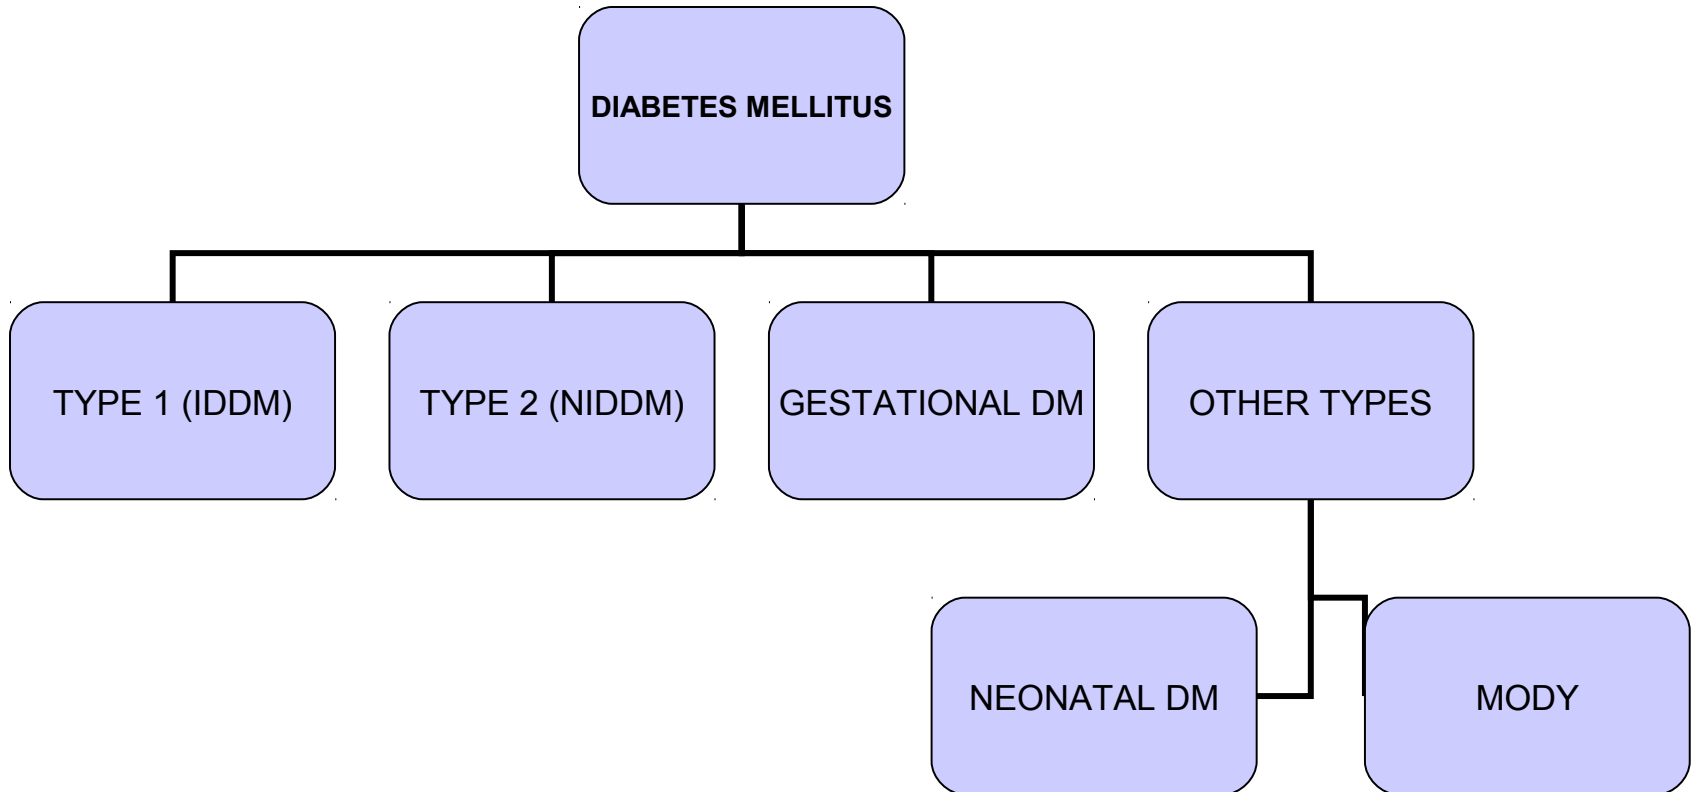 DIABETES MELLITUS
TYPE 1 (IDDM)
TYPE 2 (NIDDM)
GESTATIONAL DM
OTHER TYPES
NEONATAL DM
MODY